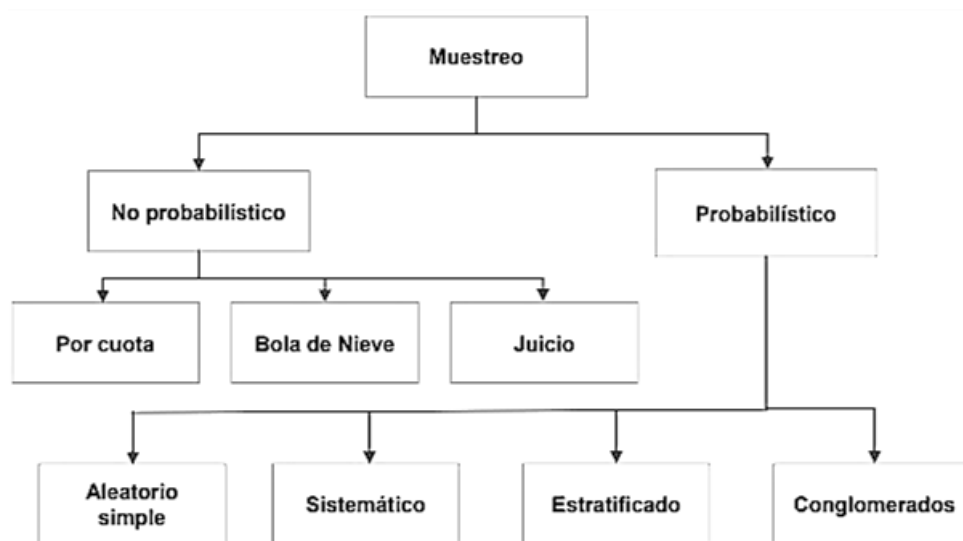 Muestreo
No probabilístico
Probabilístico
Por cuota
Bola de Nieve
Juicio
Aleatorio
simple
Sistemático
Estratificado
Conglomerados